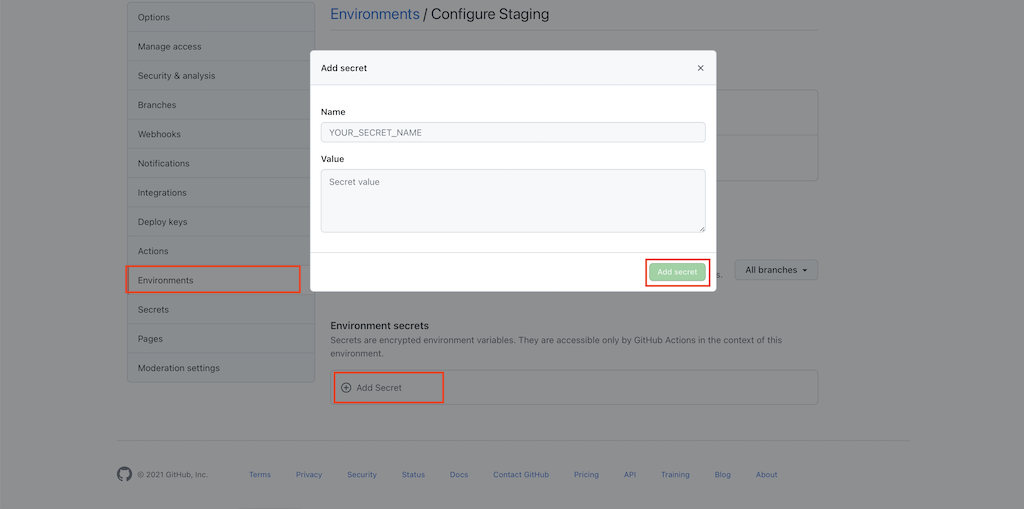 Options
Manage access
Security & analysis
Branches
Webhooks
Notifications
Integrations
Deploy keys
Actions
Environments
Secrets
Pages
Moderation settings
Environments / Configure Staging
Add secret
Name
YOUR_SECRET_NAME
Value
Secret value
Add secret
s.
All branches
Environment secrets
Secrets are encrypted environment variables. They are accessible only by GitHub Actions in the context of this
environment.
Add Secret
© 2021 GitHub, Inc. Terms Privacy Security Status Docs Contact GitHub Pricing API Training Blog About